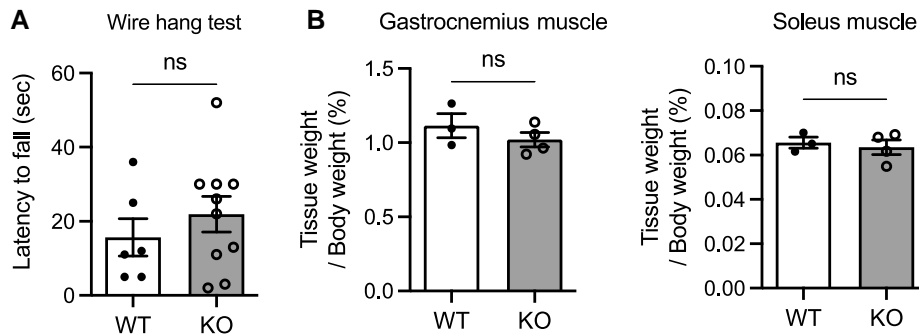 A
Wire hang test
ns
Latency to fall (sec)
60
40
20
0
WT
KO
B
Gastrocnemius muscle
ns
Tissue weight
/ Body weight (%)
1.5
1.0
0.5
0.0
WT
KO
Soleus muscle
ns
Tissue weight
/ Body weight (%)
0.10
0.08
0.06
0.04
0.02
0.00
WT
KO